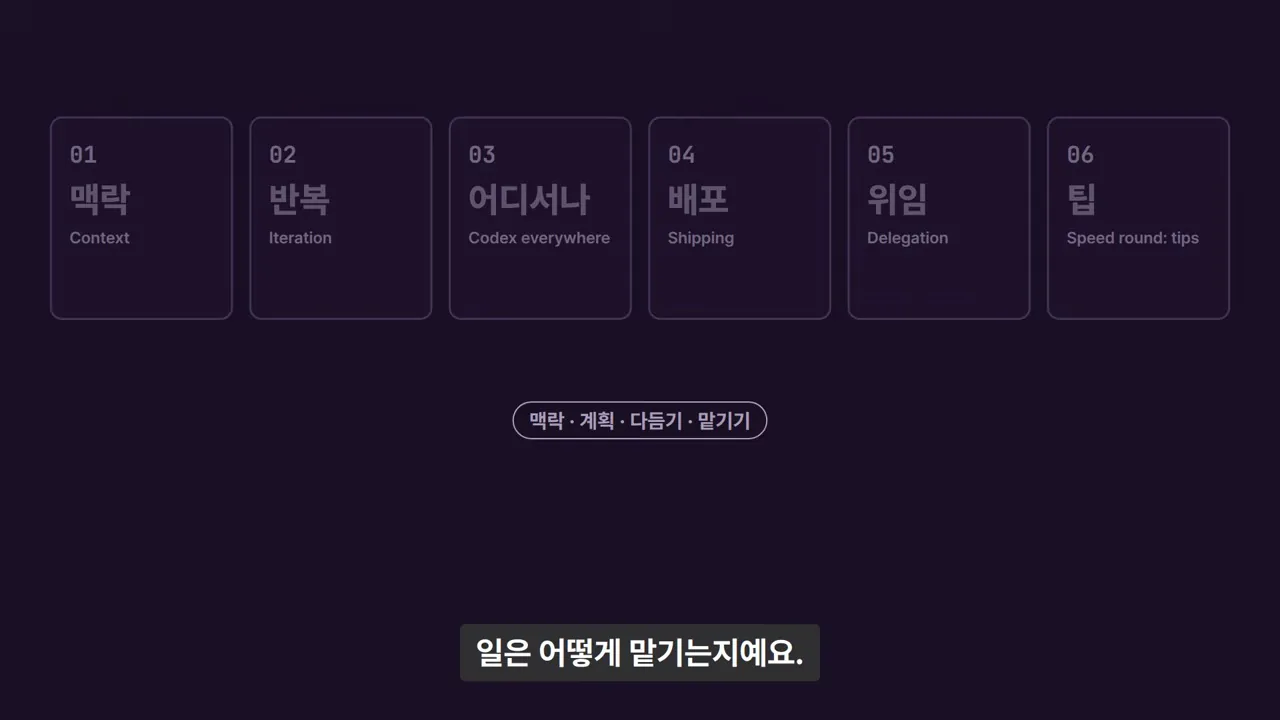 01
맥락
Context
02
반복
Iteration
03
어디서나
Codex everywhere
04
배포
Shipping
05
위임
Delegation
06
팁
Speed round: tips
맥락 · 계획 · 다듬기 · 맡기기
일은 어떻게 맡기는지예요.